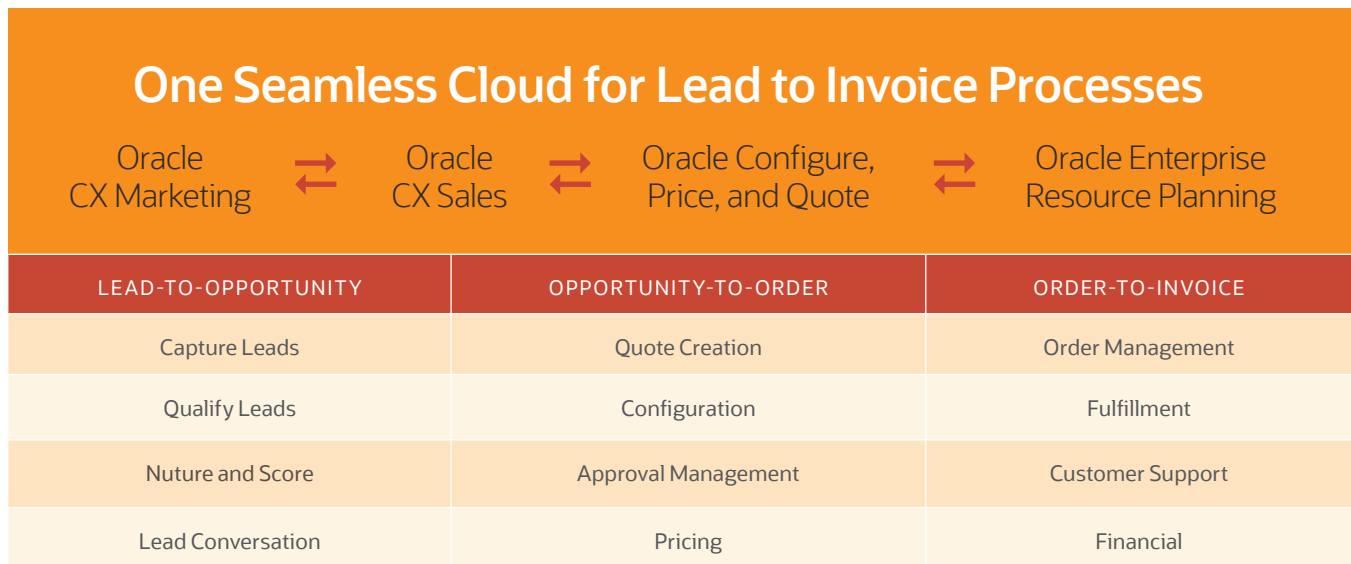 One Seamless Cloud for Lead to Invoice Processes
Oracle
CX Marketing
Oracle
CX Sales
Oracle Configure,
Price, and Quote
Oracle Enterprise
Resource Planning
LEAD-TO-OPPORTUNITY OPPORTUNITY-TO-ORDER ORDER-TO-INVOICE
Capture Leads Quote Creation Order Management
Qualify Leads Configuration Fulfillment
Nuture and Score Approval Management Customer Support
Lead Conversation Pricing Financial